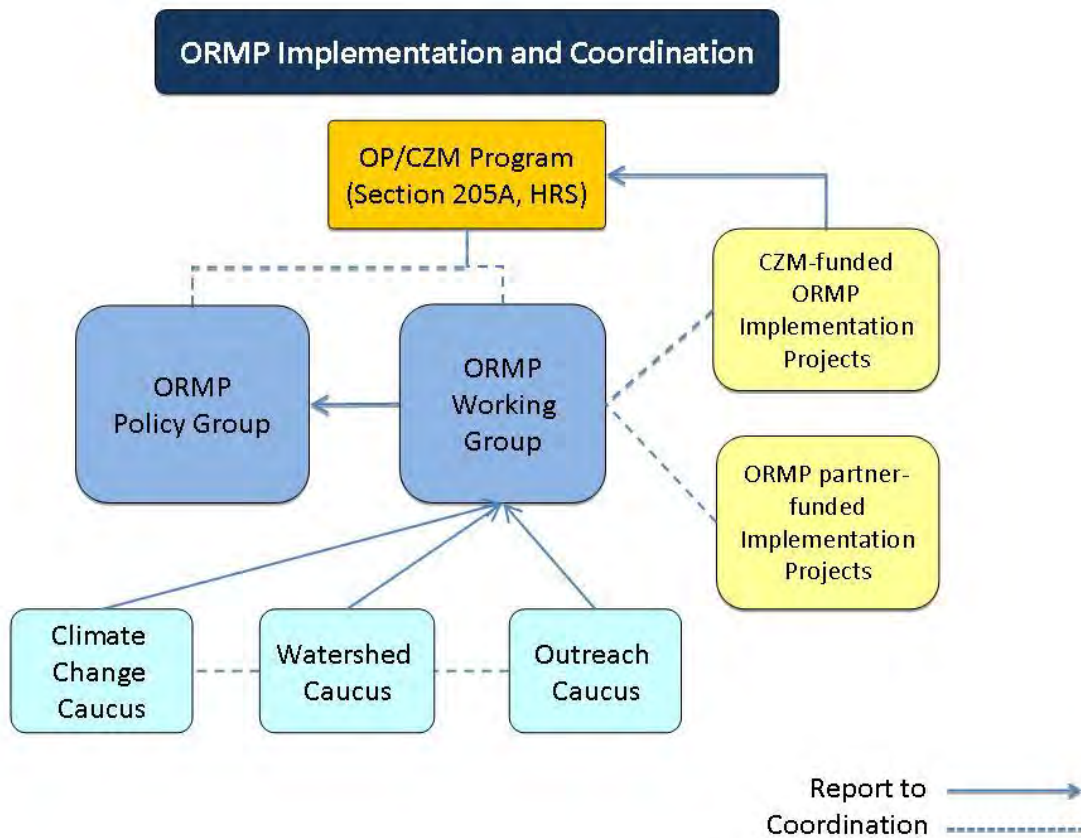 ORMP Implementation and Coordination
OP/CZM Program
(Section 205A, HRS)
CZM-funded
ORMP
Implementation
Projects
ORMP
Policy Group
ORMP
Working
Group
ORMP partner-
funded
Implementation
Projects
Climate
Change
Caucus
Watershed
Caucus
Outreach
Caucus
Report to
Coordination